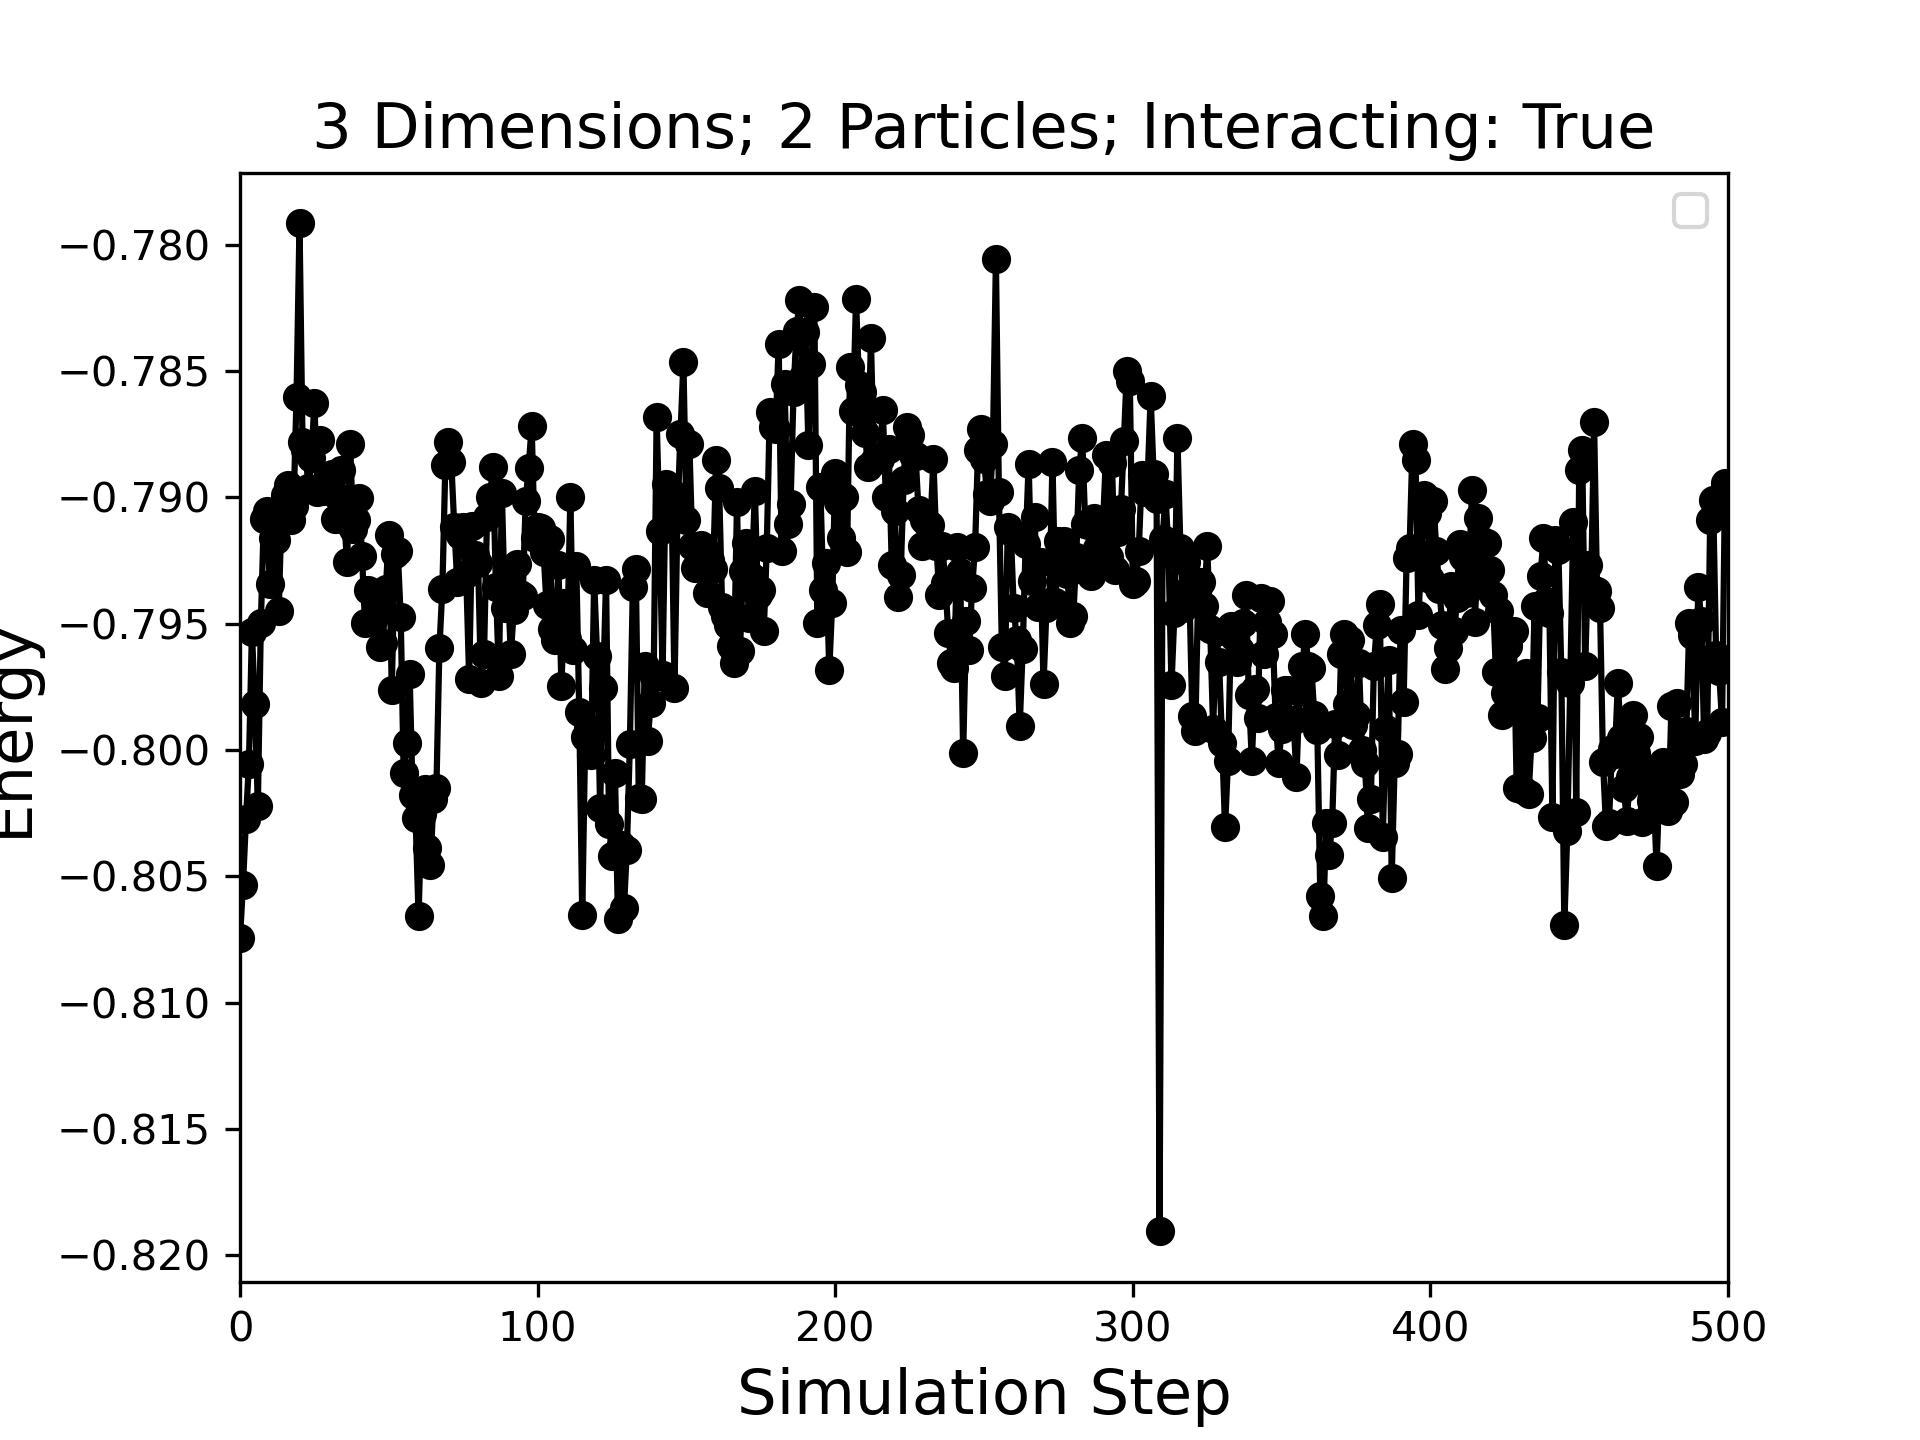 3 Dimensions; 2 Particles; Interacting: True
−0.780
−0.785
−0.790
−0.795
−0.800
−0.805
−0.810
−0.815
−0.820
Energy
0 100 200 300 400 500
Simulation Step